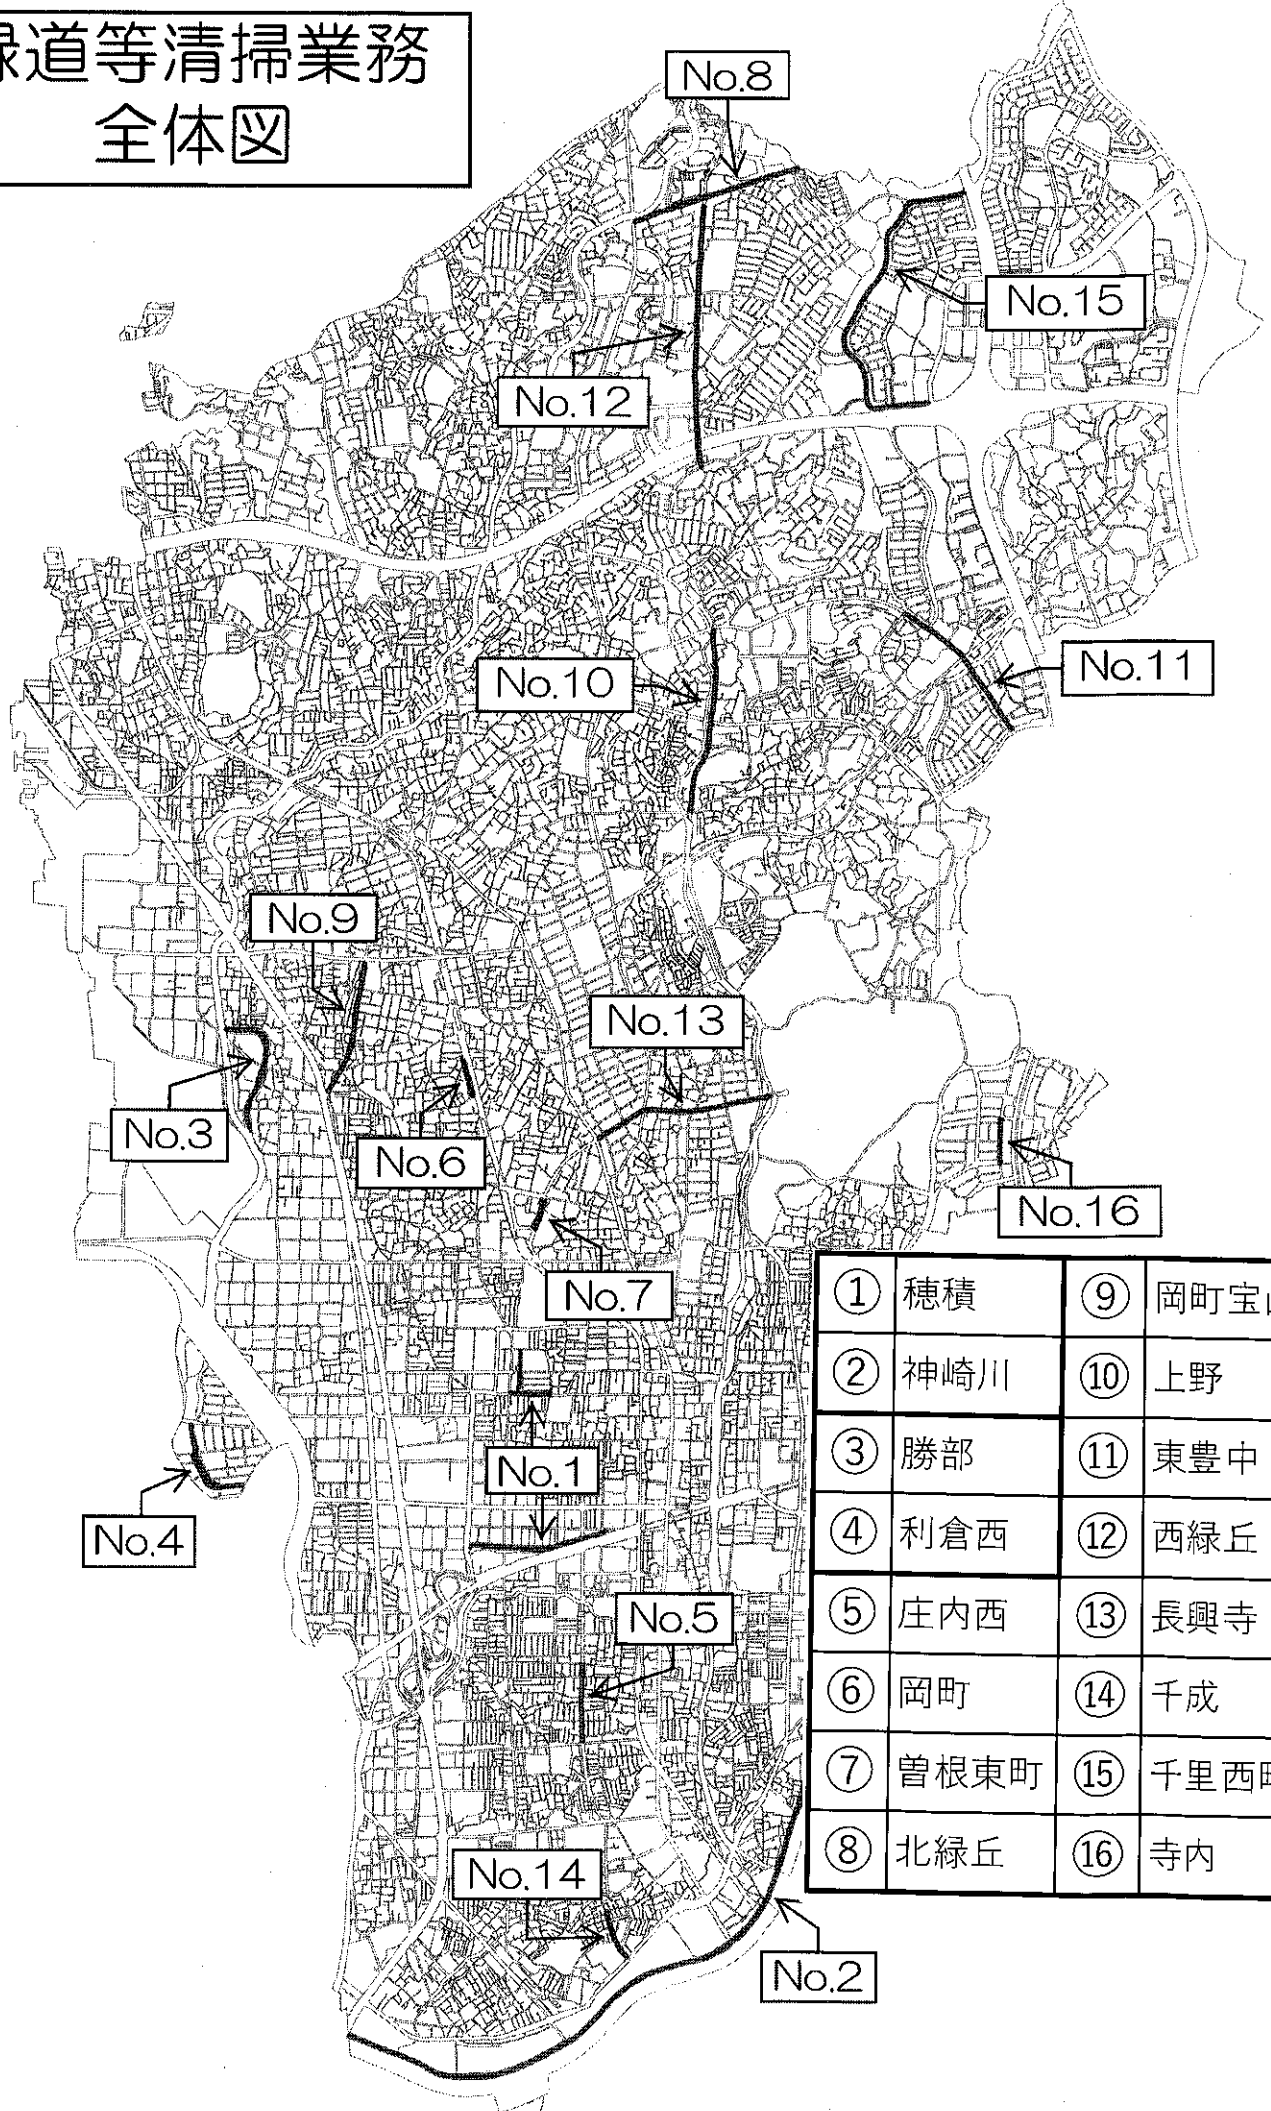 緑道等清掃業務
全体図
No.8
No.15
No.12
No.10
No.11
No.9
No.13
No.3
No.6
No.16
No.7
No.1
No.4
No.5
No.14
No.2
① 穂積 ⑨ 岡町宝山
② 神崎川 ⑩ 上野
③ 勝部 ⑪ 東豊中
④ 利倉西 ⑫ 西緑丘
⑤ 庄内西 ⑬ 長興寺
⑥ 岡町 ⑭ 千成
⑦ 曽根東町 ⑮ 千里西町
⑧ 北緑丘 ⑯ 寺内